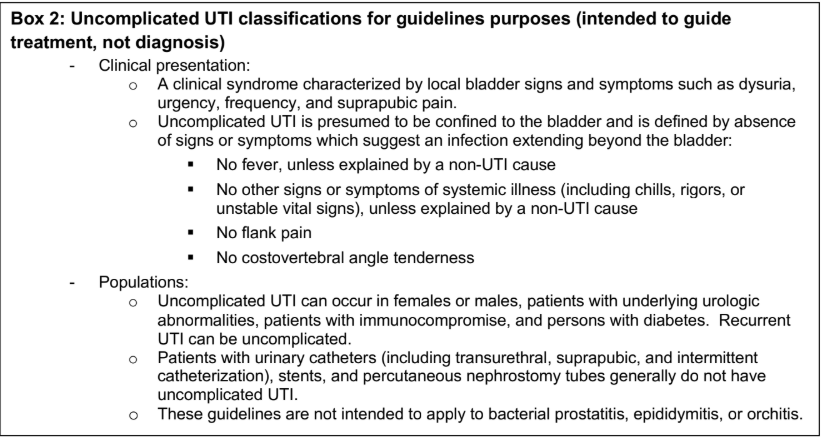 Box 2: Uncomplicated UTI classifications for guidelines purposes (intended to guide
treatment, not diagnosis)
- Clinical presentation:
o A clinical syndrome characterized by local bladder signs and symptoms such as dysuria,
urgency, frequency, and suprapubic pain.
o Uncomplicated UTI is presumed to be confined to the bladder and is defined by absence
of signs or symptoms which suggest an infection extending beyond the bladder:
▪ No fever, unless explained by a non-UTI cause
▪ No other signs or symptoms of systemic illness (including chills, rigors, or
unstable vital signs), unless explained by a non-UTI cause
▪ No flank pain
▪ No costovertebral angle tenderness
- Populations:
o Uncomplicated UTI can occur in females or males, patients with underlying urologic
abnormalities, patients with immunocompromise, and persons with diabetes. Recurrent
UTI can be uncomplicated.
o Patients with urinary catheters (including transurethral, suprapubic, and intermittent
catheterization), stents, and percutaneous nephrostomy tubes generally do not have
uncomplicated UTI.
o These guidelines are not intended to apply to bacterial prostatitis, epididymitis, or orchitis.